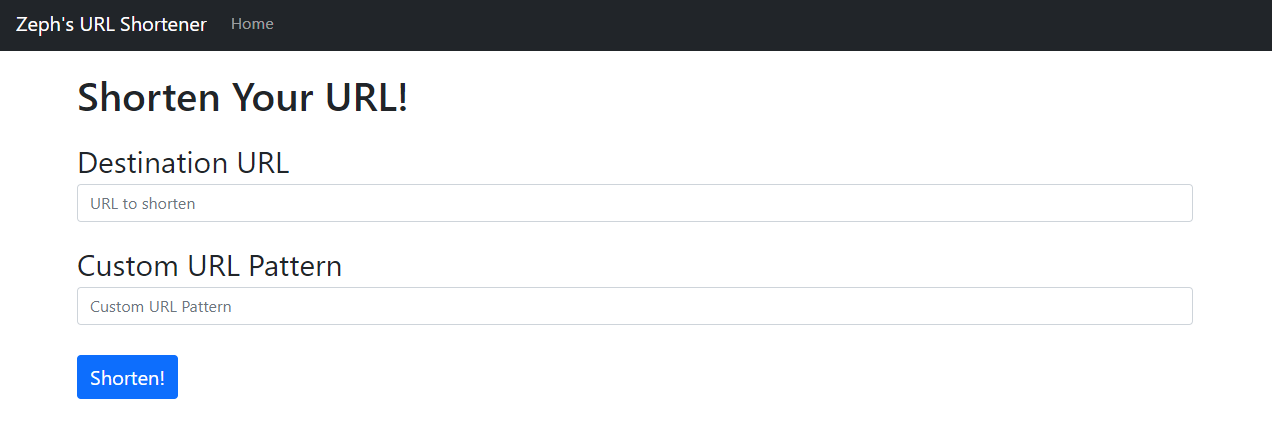 Zeph's URL Shortener Home
Shorten Your URL!
Destination URL
URL to shorten
Custom URL Pattern
Custom URL Pattern
Shorten!